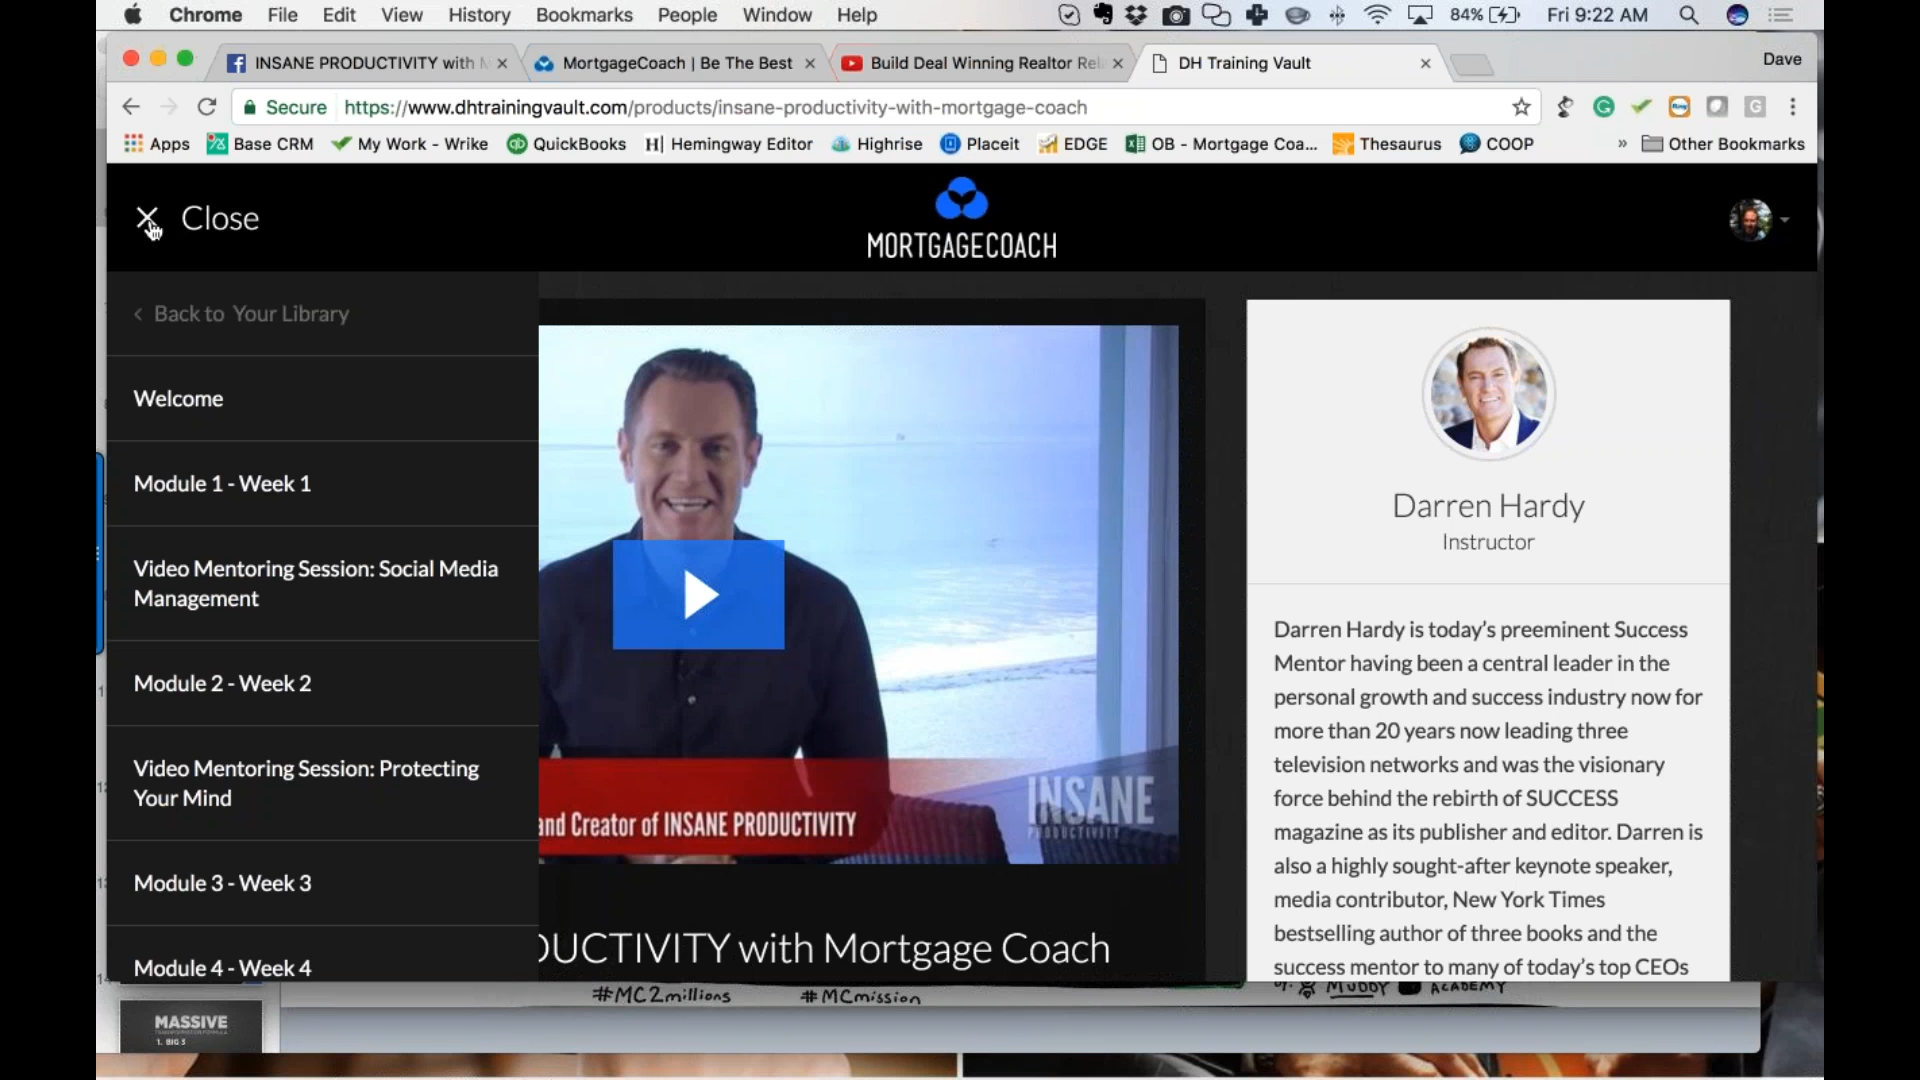 Chrome File Edit View History Bookmarks People Window Help 84% Fri 9:22 AM
INSANE PRODUCTIVITY with MortgageCoach | Be The Best Build Deal Winning Realtor DH Training Vault Dave
Secure https://www.dhtrainingvault.com/products/insane-productivity-with-mortgage-coach
Apps Base CRM My Work - Wrike QuickBooks Hemingway Editor Highrise Placeit EDGE OB - Mortgage Coa... Thesaurus COOP » Other Bookmarks
Close
MORTGAGECOACH
Back to Your Library
Welcome
Module 1 - Week 1
Video Mentoring Session: Social Media
Management
Module 2 - Week 2
Video Mentoring Session: Protecting
Your Mind
Module 3 - Week 3
Module 4 - Week 4
and Creator of INSANE PRODUCTIVITY
INSANE
PRODUCTIVITY
DUCTIVITY with Mortgage Coach
Darren Hardy
Instructor
Darren Hardy is today's preeminent Success
Mentor having been a central leader in the
personal growth and success industry now for
more than 20 years now leading three
television networks and was the visionary
force behind the rebirth of SUCCESS
magazine as its publisher and editor. Darren is
also a highly sought-after keynote speaker,
media contributor, New York Times
bestselling author of three books and the
success mentor to many of today's top CEOs
#MC2millions #MCmission
MUDDY ACADEMY
MASSIVE
1. BIG 3